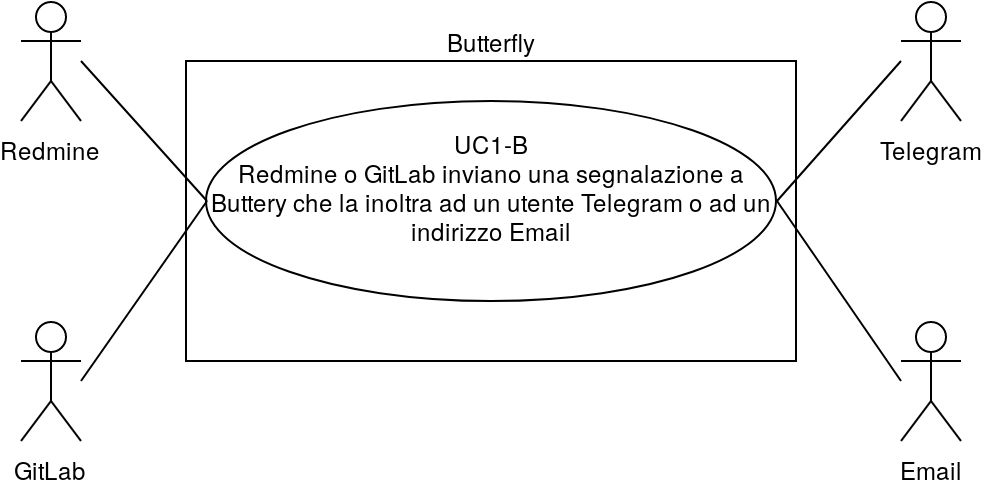 Butterfly
Redmine
Telegram
UC1-B
Redmine o GitLab inviano una segnalazione a
Buttery che la inoltra ad un utente Telegram o ad un
indirizzo Email
GitLab
Email